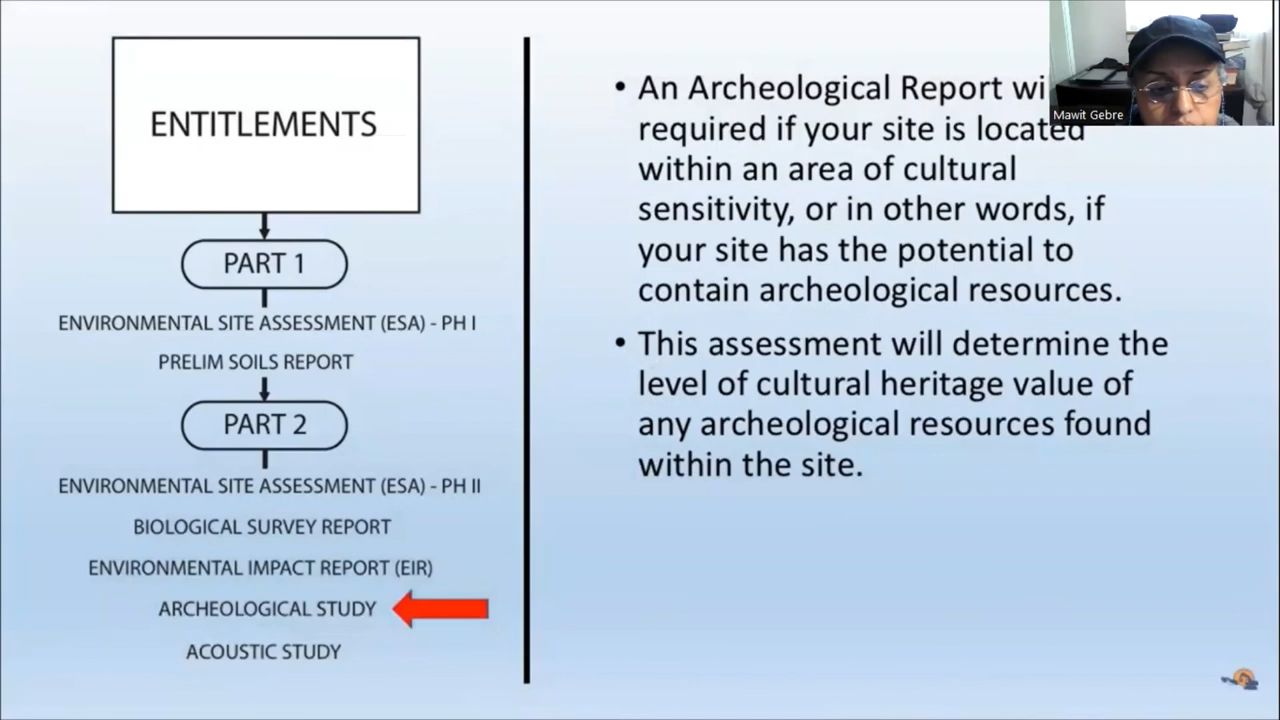 ENTITLEMENTS
PART 1
ENVIRONMENTAL SITE ASSESSMENT (ESA) - PH I
PRELIM SOILS REPORT
PART 2
ENVIRONMENTAL SITE ASSESSMENT (ESA) - PH II
BIOLOGICAL SURVEY REPORT
ENVIRONMENTAL IMPACT REPORT (EIR)
ARCHEOLOGICAL STUDY
ACOUSTIC STUDY
• An Archeological Report
required if your site is located
within an area of cultural
sensitivity, or in other words, if
your site has the potential to
contain archeological resources.
• This assessment will determine the
level of cultural heritage value of
any archeological resources found
within the site.
Mawit Gebre